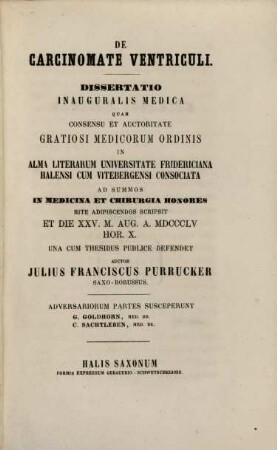 DE
CARCINOMATE VENTRICULI.
DISSERTATIO
INAUGURALIS MEDICA
QUAM
CONSENSU ET AUCTORITATE
GRATIOSI MEDICORUM ORDINIS
IN
ALMA LITERARUM UNIVERSITATE FRIDERICIANA
HALENSI CUM VITEBERGENSI CONSOCIATA
AD SUMMOS
IN MEDICINA ET CHIRURGIA HONORES
RITE ADIPISCENDOS SCRIPSIT
ET DIE XXV. M. AUG. A. MDCCCLV
HOR. X.
UNA CUM THESIBUS PUBLICE DEFENDET
AUCTOR
JULIUS FRANCISCUS PURRUCKER
SAXO-BORUSSUS.
ADVERSARIORUM PARTES SUSCEPERUNT
G. GOLDHORN, MED. DD.
C. SACHTLEBEN, MED. DR.
HALIS SAXONUM
FORMIS EXPRESSUM GEBAUERIO-SCHWETSCHKIANIS.